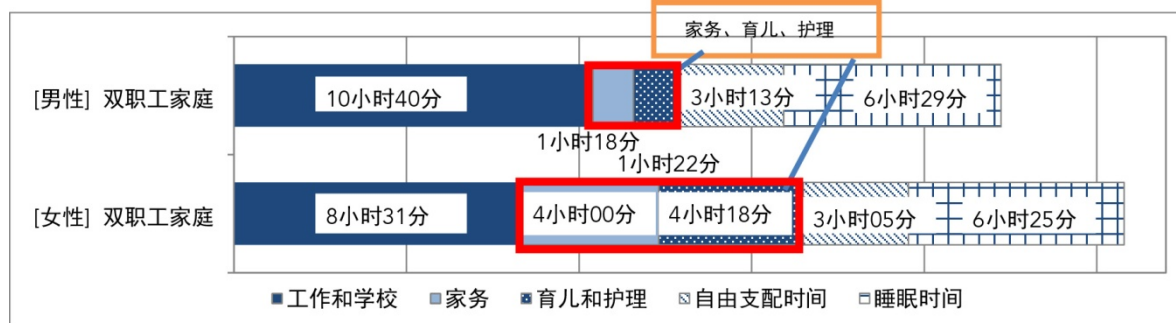 家务、育儿、护理
[男性] 双职工家庭
10小时40分
3小时13分
6小时29分
1小时18分
1小时22分
[女性] 双职工家庭
8小时31分
4小时00分
4小时18分
3小时05分
6小时25分
工作和学校 家务 育儿和护理 自由支配时间 睡眠时间